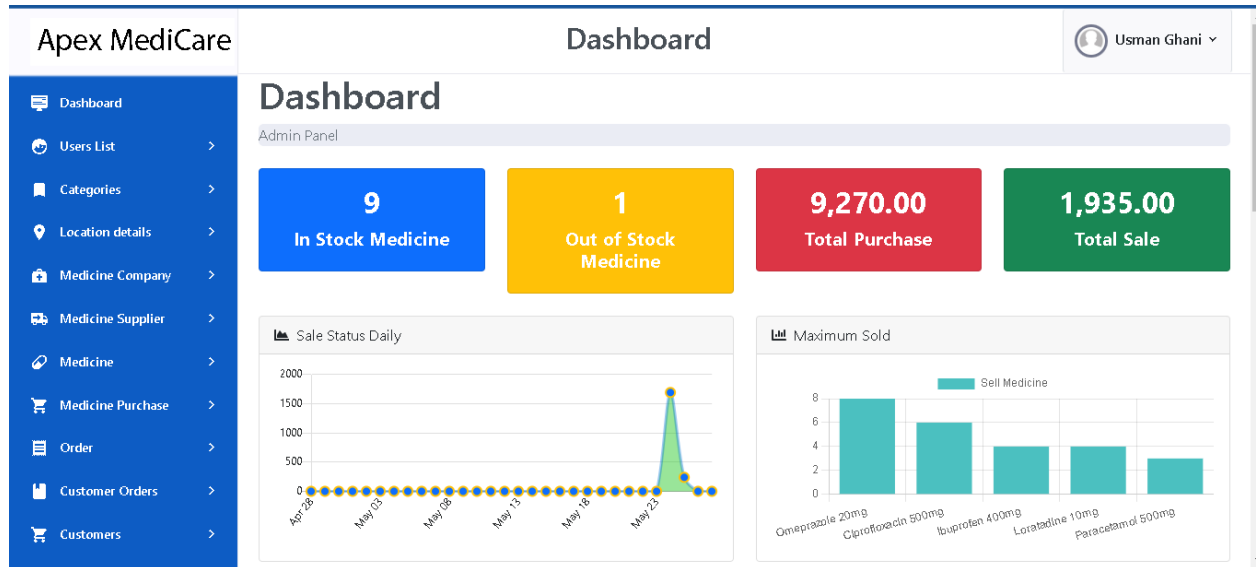 Apex MediCare
Dashboard
Usman Ghani
Dashboard
Users List
Categories
Location details
Medicine Company
Medicine Supplier
Medicine
Medicine Purchase
Order
Customer Orders
Customers
Dashboard
Admin Panel
9
In Stock Medicine
1
Out of Stock
Medicine
9,270.00
Total Purchase
1,935.00
Total Sale
Sale Status Daily
2000
1500
1000
500
0
Apr 28
May 03
May 08
May 13
May 18
May 23
Maximum Sold
Sell Medicine
8
6
4
2
0
Omeprazole 20mg
Ciprofloxacin 500mg
Ibuprofen 400mg
Loratadine 10mg
Paracetamol 500mg